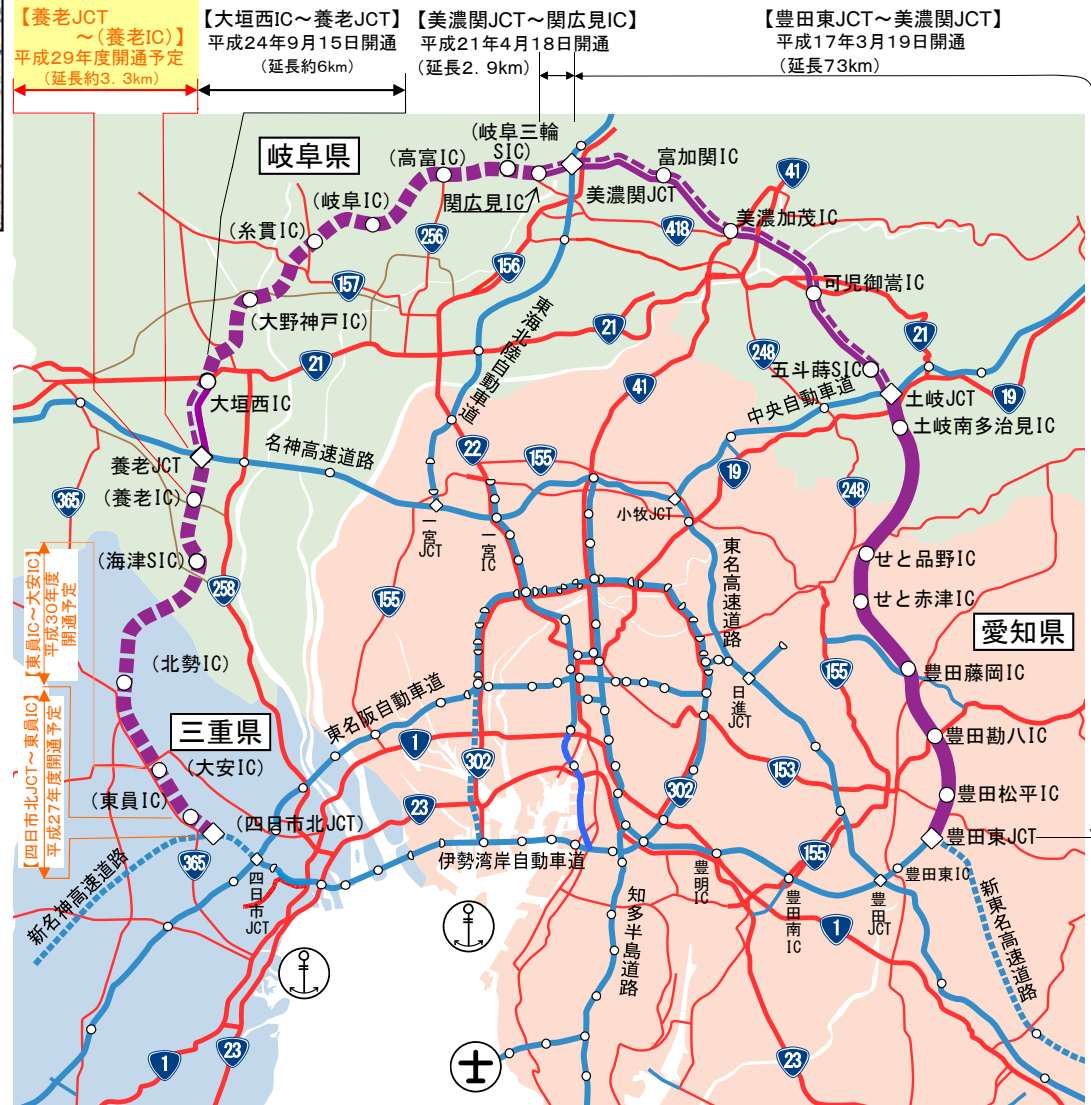 【養老JCT
～(養老IC)】
平成29年度開通予定
(延長約3.3km)
【大垣西IC～養老JCT】
平成24年9月15日開通
(延長約6km)
【美濃関JCT～関広見IC】
平成21年4月18日開通
(延長2.9km)
【豊田東JCT～美濃関JCT】
平成17年3月19日開通
(延長73km)
岐阜県
(高富IC)
(岐阜三輪
SIC)
富加関IC
41
(岐阜IC)
関広見IC
美濃関JCT
美濃加茂IC
(糸貫IC)
256
418
156
157
可児御嵩IC
(大野神戸IC)
東海北陸自動車道
21
21
21
248
五斗蒔SIC
41
19
大垣西IC
中央自動車道
土岐JCT
土岐南多治見IC
名神高速道路
22
155
養老JCT
19
365
(養老IC)
248
一宮JCT
一宮IC
小牧JCT
東名高速道路
(海津SIC)
せと品野IC
258
155
せと赤津IC
【東員IC～大安IC】
平成30年度
開通予定
愛知県
(北勢IC)
155
豊田藤岡IC
【四日市北JCT～東員IC】
平成27年度開通予定
三重県
東名阪自動車道
日進JCT
1
302
豊田勘八IC
(大安IC)
153
302
豊田松平IC
(東員IC)
23
(四日市北JCT)
豊田東JCT
365
伊勢湾岸自動車道
155
豊田東IC
新名神高速道路
四日市JCT
豊明IC
豊田南IC
豊田JCT
新東名高速道路
知多半島道路
1
1
23
23